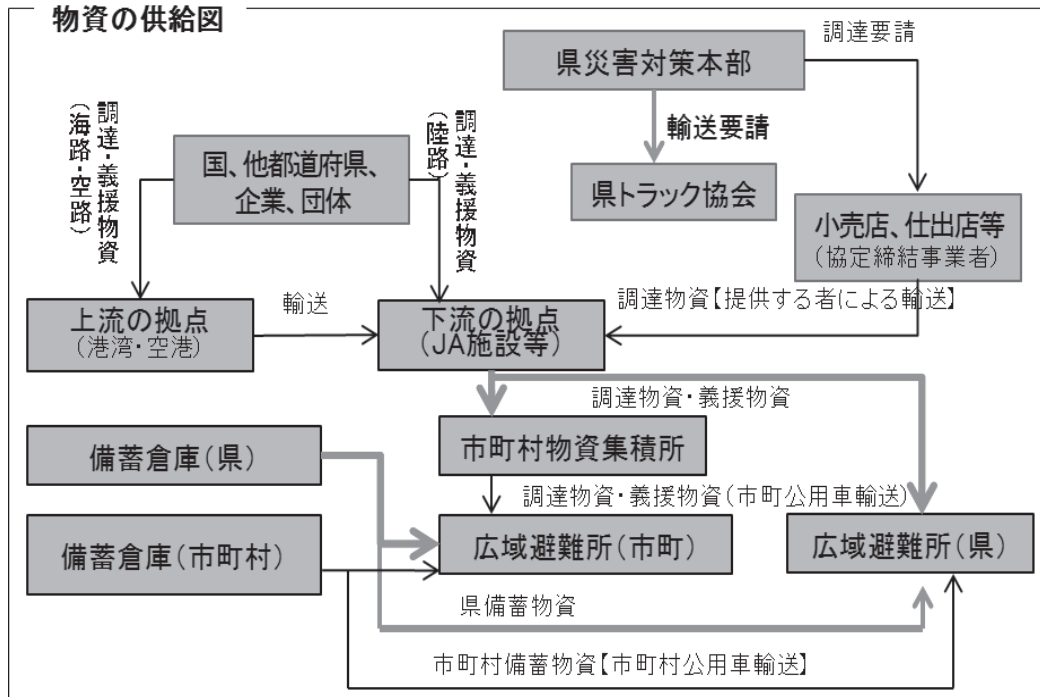 物資の供給図
調達要請
県災害対策本部
輸送要請
県トラック協会
小売店、仕出店等
(協定締結事業者)
調達・義援物資
(海路・空路)
国、他都道府県、
企業、団体
調達・義援物資
(陸路)
調達物資【提供する者による輸送】
上流の拠点
(港湾・空港)
輸送
下流の拠点
(JA施設等)
調達物資・義援物資
備蓄倉庫(県)
市町村物資集積所
調達物資・義援物資(市町公用車輸送)
備蓄倉庫(市町村)
広域避難所(市町)
広域避難所(県)
県備蓄物資
市町村備蓄物資【市町村公用車輸送】